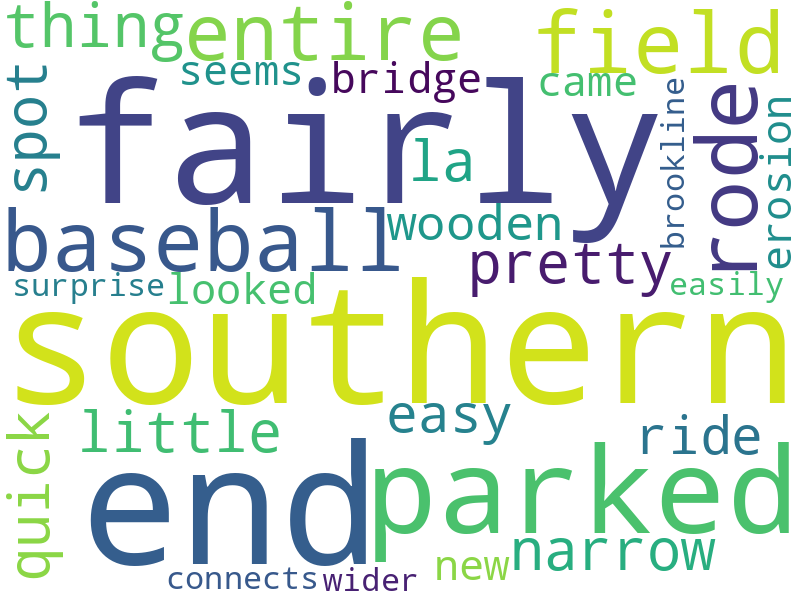 thing entire field
seems bridge came
spot fairly la rode brookline erosion
baseball wooden pretty
surprise looked easily
southern
quick little easy ride
end parked narrow
connects wider new